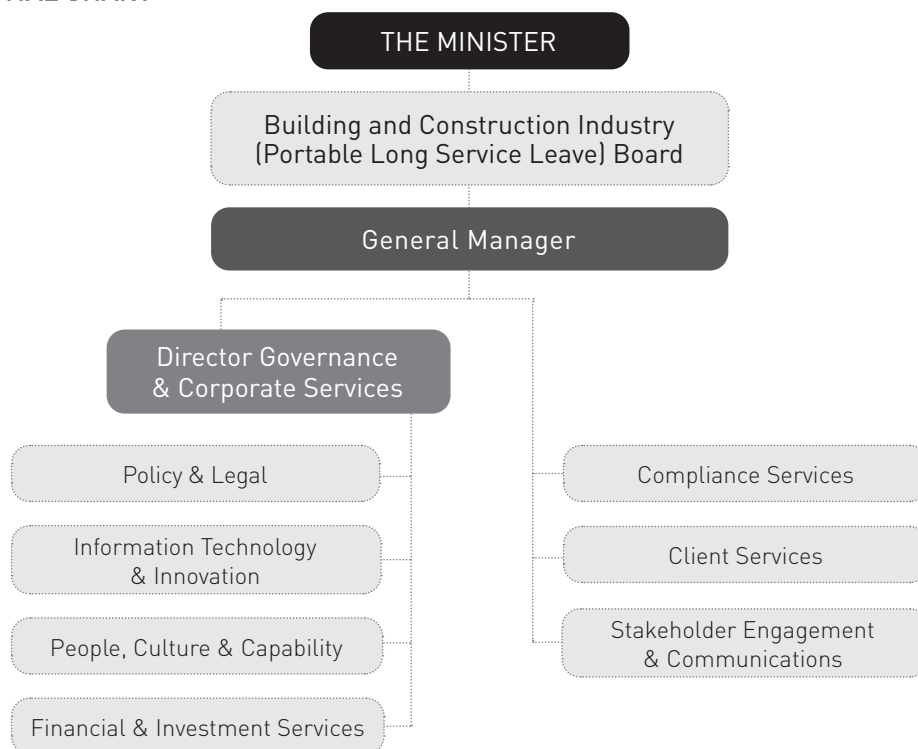 THE MINISTER
Building and Construction Industry
(Portable Long Service Leave) Board
General Manager
Director Governance
& Corporate Services
Policy & Legal
Information Technology
& Innovation
People, Culture & Capability
Financial & Investment Services
Compliance Services
Client Services
Stakeholder Engagement
& Communications